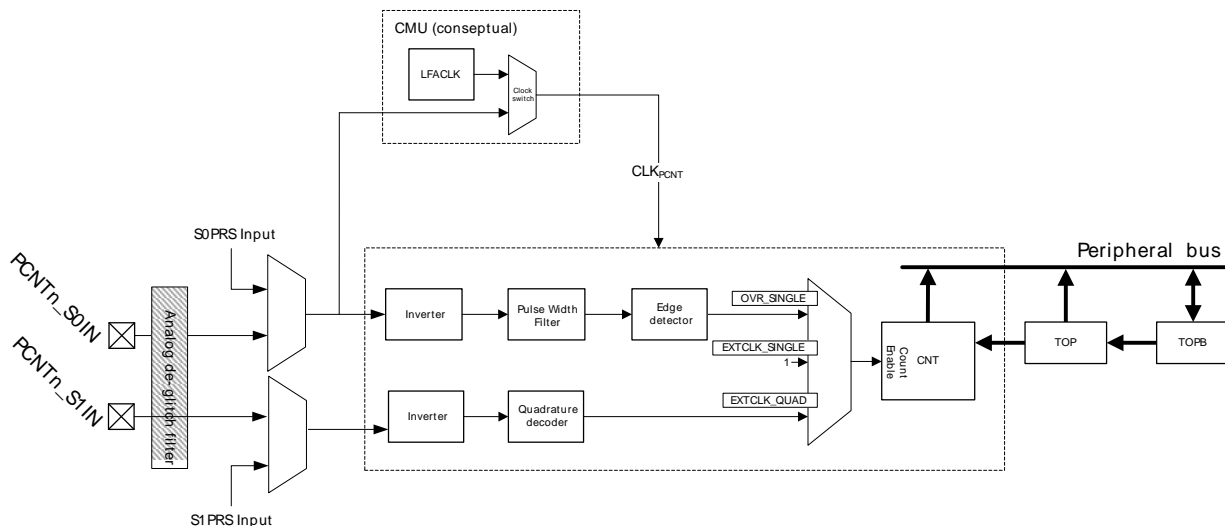 CMU (conseptual)
LFACLK
Clock
switch
CLKPCNT
S0PRS Input
PCNTn_S0IN
PCNTn_S1IN
Analog de-glitch filter
S1PRS Input
Inverter
Pulse Width
Filter
Edge
detector
Inverter
Quadrature
decoder
OVR_SINGLE
EXTCLK_SINGLE
1
EXTCLK_QUAD
Count
Enable
CNT
Peripheral bus
TOP
TOPB